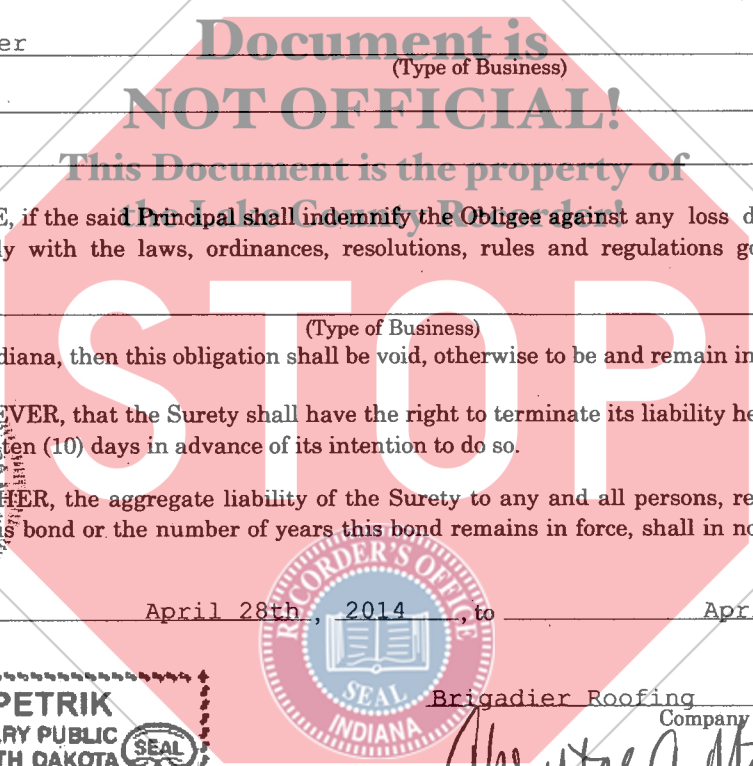 Document is
er
(Type of Business)
NOT OFFICIAL!
This Document is the property of
the Lake County Recorder!
E, if the said Principal shall indemnify the Obligee against any loss d
ly with the laws, ordinances, resolutions, rules and regulations go
STOP
(Type of Business)
diana, then this obligation shall be void, otherwise to be and remain in
EVER, that the Surety shall have the right to terminate its liability he
ten (10) days in advance of its intention to do so.
HER, the aggregate liability of the Surety to any and all persons, re
s bond or the number of years this bond remains in force, shall in no
RECORDER'S OFFICE
April 28th, 2014, to Apr
SEAL
INDIANA
PETRIK
RY PUBLIC
TH DAKOTA
SEAL
Brigadier Roofing
Company